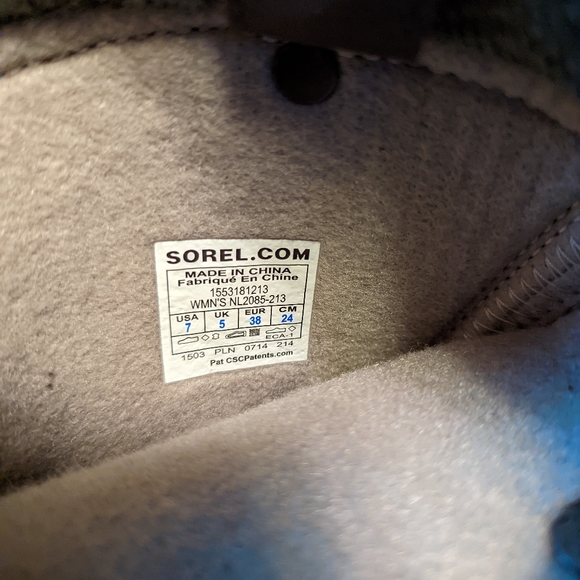 SOREL.COM
MADE IN CHINA
Fabriqué En Chine
1553181213
WMN'S NL2085-213
USA UK EUR CM
7 5 38 24
ECA-1
1503 PLN 0714 214
Pat CSCPatents.com